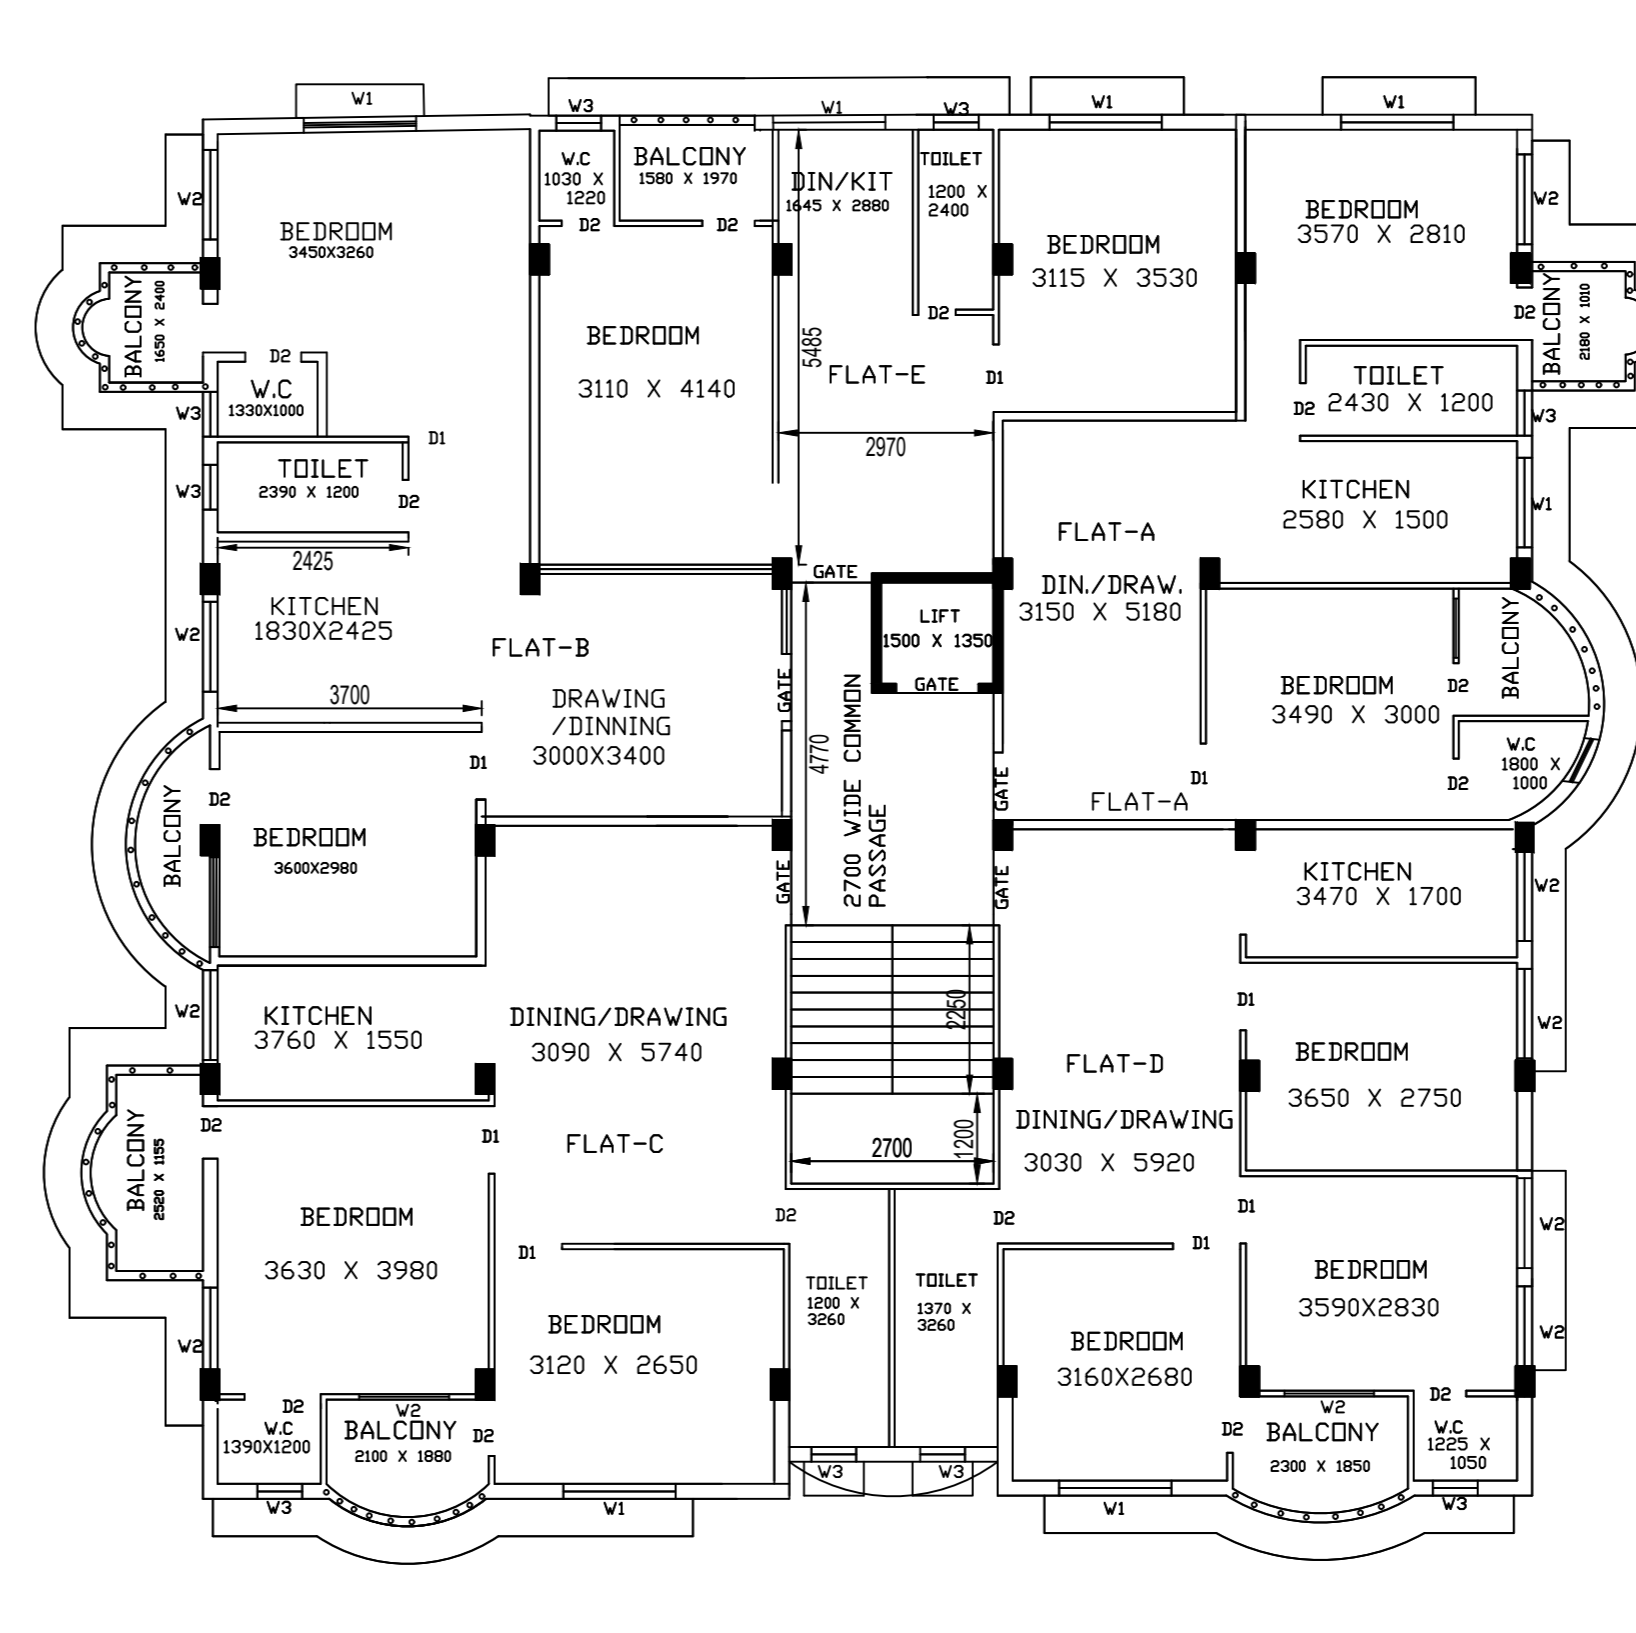 W1
W3
W1
W3
W1
W1
W2
BEDROOM
3450X3260
W.C
1030 X
1220
D2
BALCONY
1580 X 1970
D2
DIN/KIT
1645 X 2880
TOILET
1200 X
2400
D2
BEDROOM
3115 X 3530
BEDROOM
3570 X 2810
W2
BALCONY
1650 X 2400
D2
W.C
1330X1000
W3
BEDROOM
3110 X 4140
5485
FLAT-E
D1
2970
D2
BALCONY
2180 X 1010
TOILET
2430 X 1200
D2
W3
D1
TOILET
2390 X 1200
W3
D2
2425
KITCHEN
2580 X 1500
W1
FLAT-A
DIN./DRAW.
3150 X 5180
GATE
LIFT
1500 X 1350
GATE
KITCHEN
1830X2425
W2
FLAT-B
3700
DRAWING
/DINNING
3000X3400
GATE
4770
2700 WIDE COMMON
PASSAGE
BALCONY
BEDROOM
3490 X 3000
D2
W.C
1800 X
1000
D2
D1
D1
GATE
FLAT-A
D2
BALCONY
BEDROOM
3600X2980
GATE
GATE
KITCHEN
3470 X 1700
W2
KITCHEN
3760 X 1550
W2
DINING/DRAWING
3090 X 5740
2250
D1
W2
BEDROOM
3650 X 2750
FLAT-D
DINING/DRAWING
3030 X 5920
D2
D1
FLAT-C
2700
1200
BALCONY
2520 X 1155
BEDROOM
3630 X 3980
D2
D2
D1
W2
D1
D1
TOILET
1200 X
3260
TOILET
1370 X
3260
BEDROOM
3590X2830
BEDROOM
3120 X 2650
BEDROOM
3160X2680
W2
W2
D2
W.C
1390X1200
W2
BALCONY
2100 X 1880
D2
D2
W2
BALCONY
2300 X 1850
D2
W.C
1225 X
1050
W3
W3
W3
W1
W1
W3